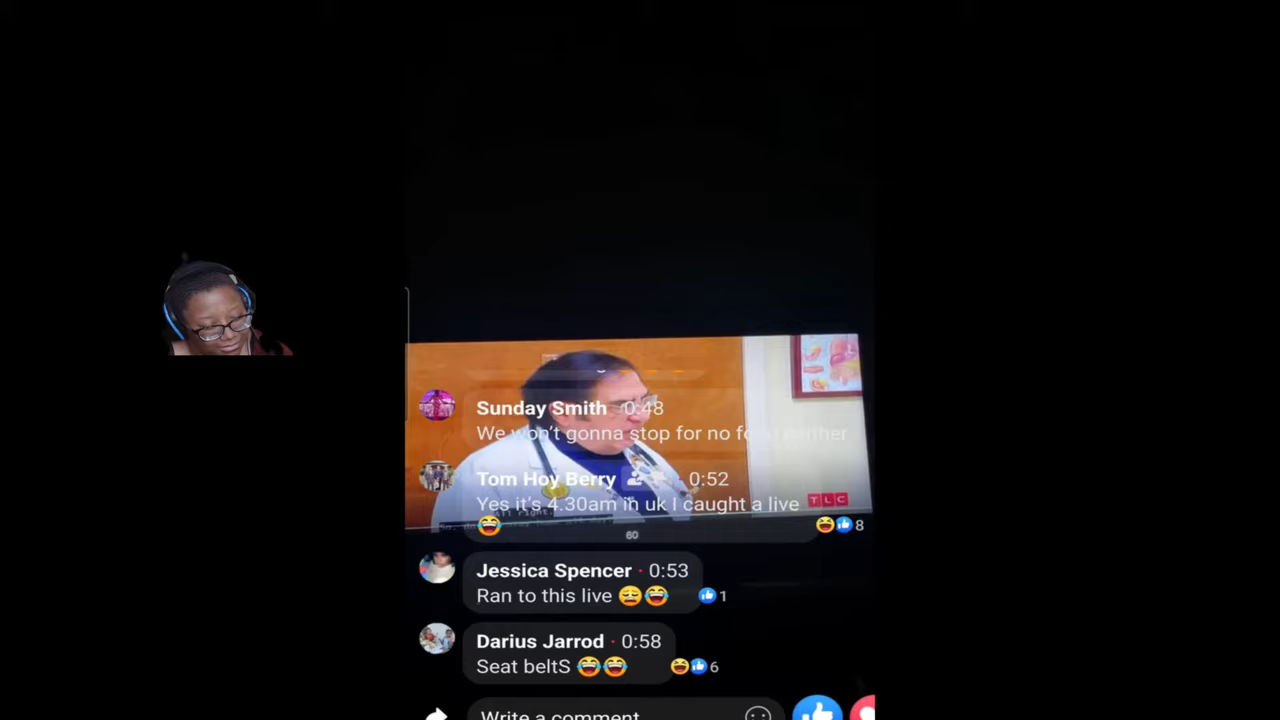 Sunday Smith 0:48
We won't gonna stop for no
Tom Hoy Berry 0:52
Yes it's 4.30am in uk I caught a live
😂
😆👍 8
TLC
60
Jessica Spencer · 0:53
Ran to this live 😩😂
👍 1
Darius Jarrod · 0:58
Seat beltS 😂😂
😆👍 6
Write a comment